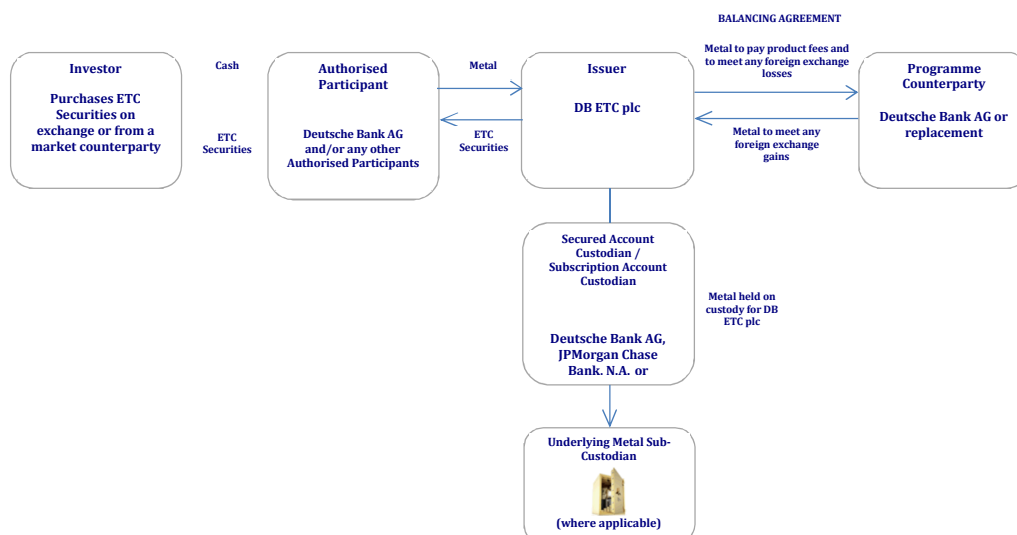 BALANCING AGREEMENT
Investor
Purchases ETC
Securities on
exchange or from a
market counterparty
Cash
ETC
Securities
Authorised
Participant
Deutsche Bank AG
and/or any other
Authorised Participants
Metal
ETC
Securities
Issuer
DB ETC plc
Metal to pay product fees and
to meet any foreign exchange
losses
Metal to meet any
foreign exchange
gains
Programme
Counterparty
Deutsche Bank AG or
replacement
Secured Account
Custodian /
Subscription Account
Custodian
Deutsche Bank AG,
JPMorgan Chase
Bank. N.A. or
Metal held on
custody for DB
ETC plc
Underlying Metal Sub-
Custodian
(where applicable)